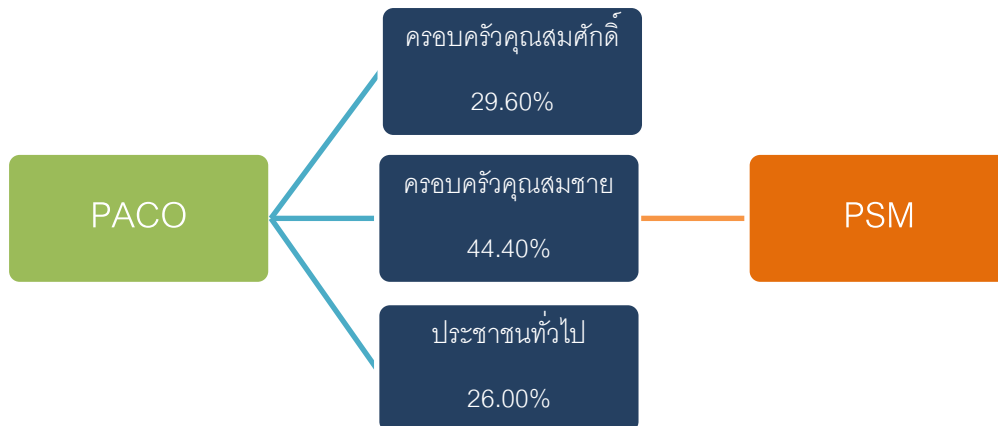 PACO
ครอบครัวคุณสมศักดิ์
29.60%
ครอบครัวคุณสมชาย
44.40%
ประชาชนทั่วไป
26.00%
PSM